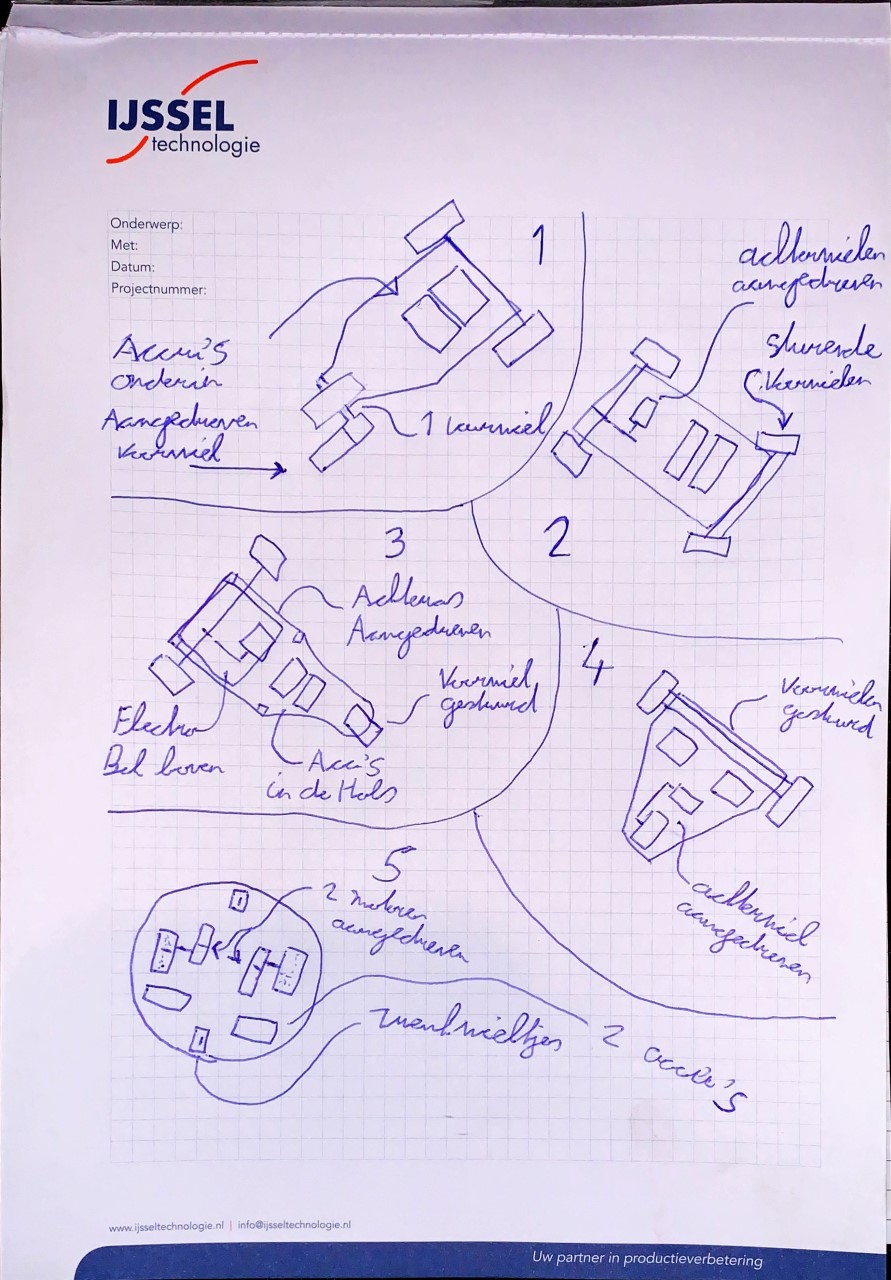 IJSSEL
technologie
Onderwerp:
Met:
Datum:
Projectnummer:
1
Accu's
onderin
Aangedreven
voorwiel
1 voorwiel
achterwielen
aangedreven
sturende
voorwielen
2
3
Achteras
Aangedreven
Voorwiel
gestuurd
Electro
Bel boven
Accu's
in de Hals
4
Voorwielen
gestuurd
achterwiel
aangedreven
5
2 motoren
aangedreven
zwenkwieltjes
2 accu's
www.ijsseltechnologie.nl | info@ijsseltechnologie.nl
Uw partner in productieverbetering